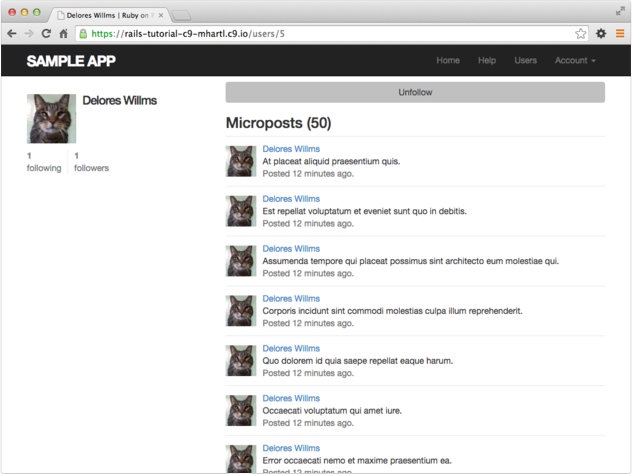 Delores Willms | Ruby on
https://rails-tutorial-c9-mhartl.c9.io/users/5
SAMPLE APP
Home Help Users Account
Delores Willms
1 following
1 followers
Unfollow
Microposts (50)
Delores Willms
At placeat aliquid praesentium quis.
Posted 12 minutes ago.
Delores Willms
Est repellat voluptatum et eveniet sunt quo in debitis.
Posted 12 minutes ago.
Delores Willms
Assumenda tempore qui placeat possimus sint architecto eum molestiae qui.
Posted 12 minutes ago.
Delores Willms
Corporis incidunt sint commodi molestias culpa illum reprehenderit.
Posted 12 minutes ago.
Delores Willms
Quo dolorem id quia saepe repellat eaque harum.
Posted 12 minutes ago.
Delores Willms
Occaecati voluptatum qui amet iure.
Posted 12 minutes ago.
Delores Willms
Error occaecati nemo et maxime praesentium ea.
Posted 12 minutes ago.